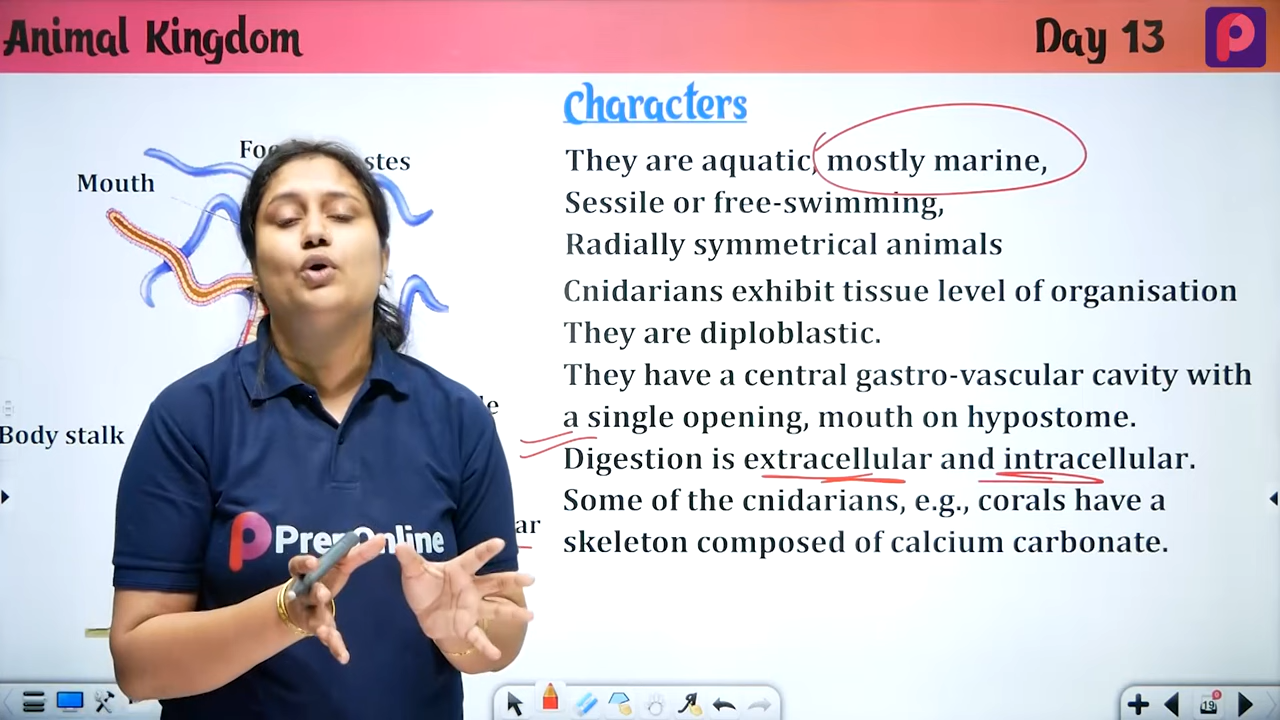 Animal Kingdom
Day 13
Characters
They are aquatic, mostly marine,
Sessile or free-swimming,
Radially symmetrical animals
Cnidarians exhibit tissue level of organisation
They are diploblastic.
They have a central gastro-vascular cavity with
a single opening, mouth on hypostome.
Digestion is extracellular and intracellular.
Some of the cnidarians, e.g., corals have a
skeleton composed of calcium carbonate.
Mouth
Body stalk
19